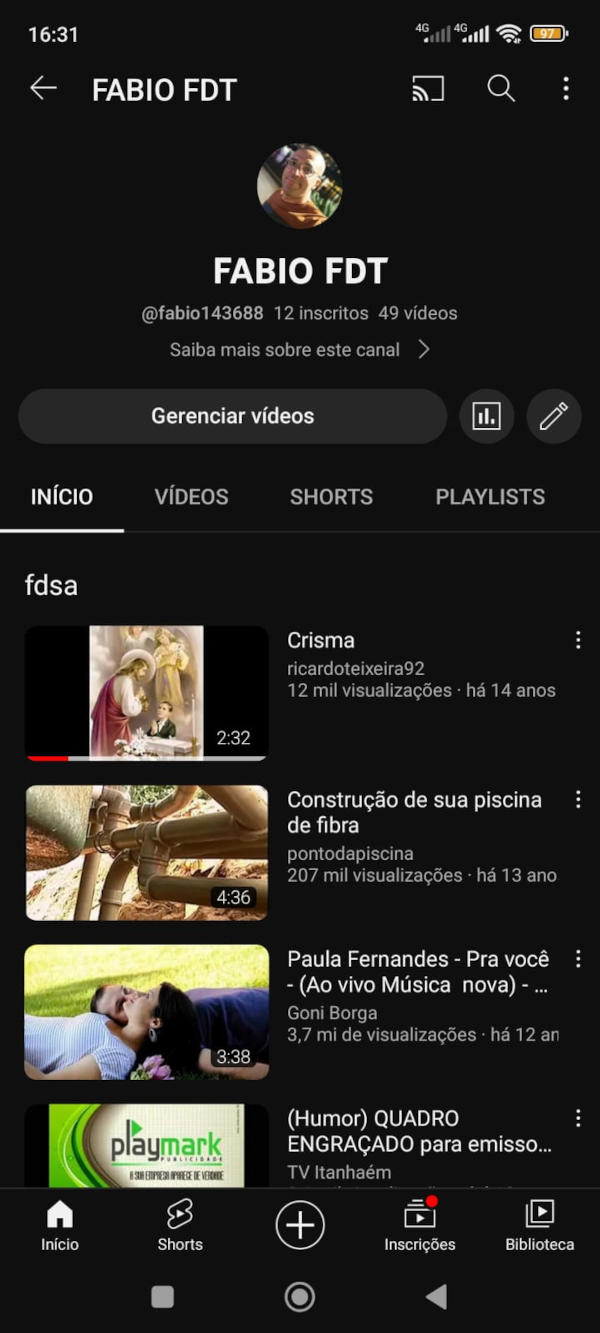 16:31
4G 4G 97
FABIO FDT
FABIO FDT
@fabio143688 12 inscritos 49 vídeos
Saiba mais sobre este canal
Gerenciar vídeos
INÍCIO VÍDEOS SHORTS PLAYLISTS
fdsa
Crisma
ricardoteixeira92
12 mil visualizações · há 14 anos
2:32
Construção de sua piscina
de fibra
pontodapiscina
207 mil visualizações · há 13 ano
4:36
Paula Fernandes - Pra você
- (Ao vivo Música nova) - ...
Goni Borga
3,7 mi de visualizações · há 12 an
3:38
(Humor) QUADRO
ENGRAÇADO para emisso...
TV Itanhaém
playmark
PUBLICIDADE
A SUA EMPRESA APARECE DE VERDADE
Início Shorts Inscrições Biblioteca